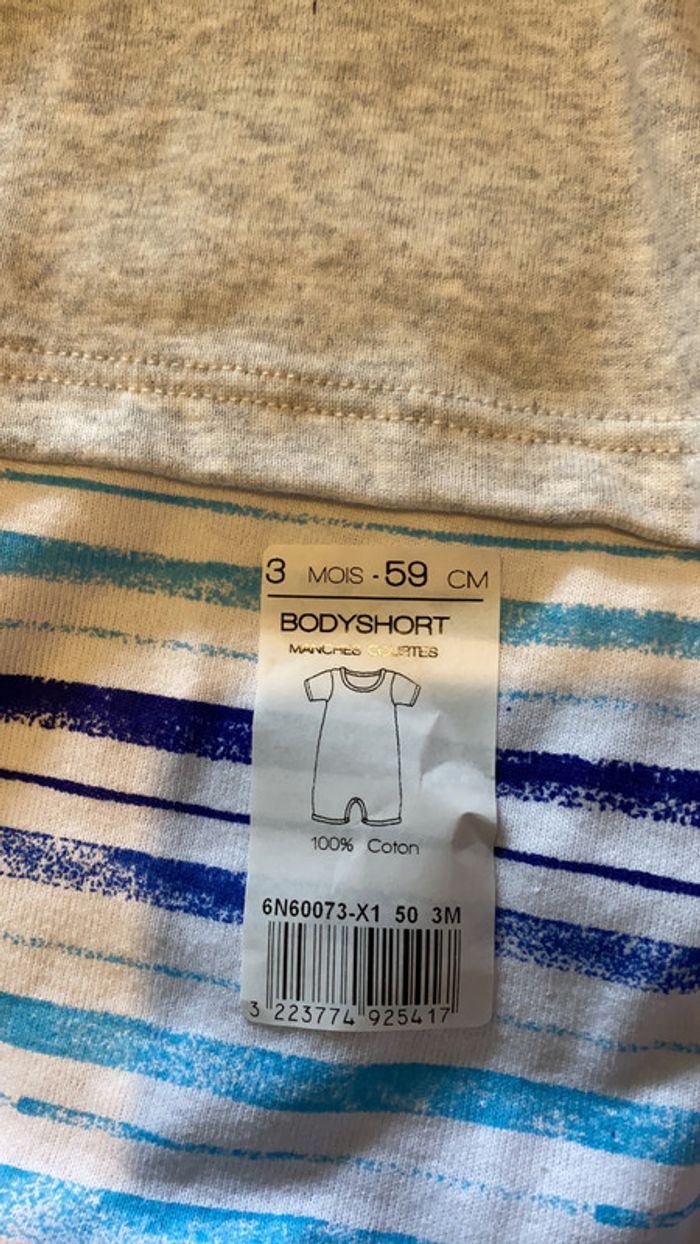 3 MOIS - 59 CM
BODYSHORT
MANCHES COURTES
100% Coton
6N60073-X1 50 3M
3 223774 925417